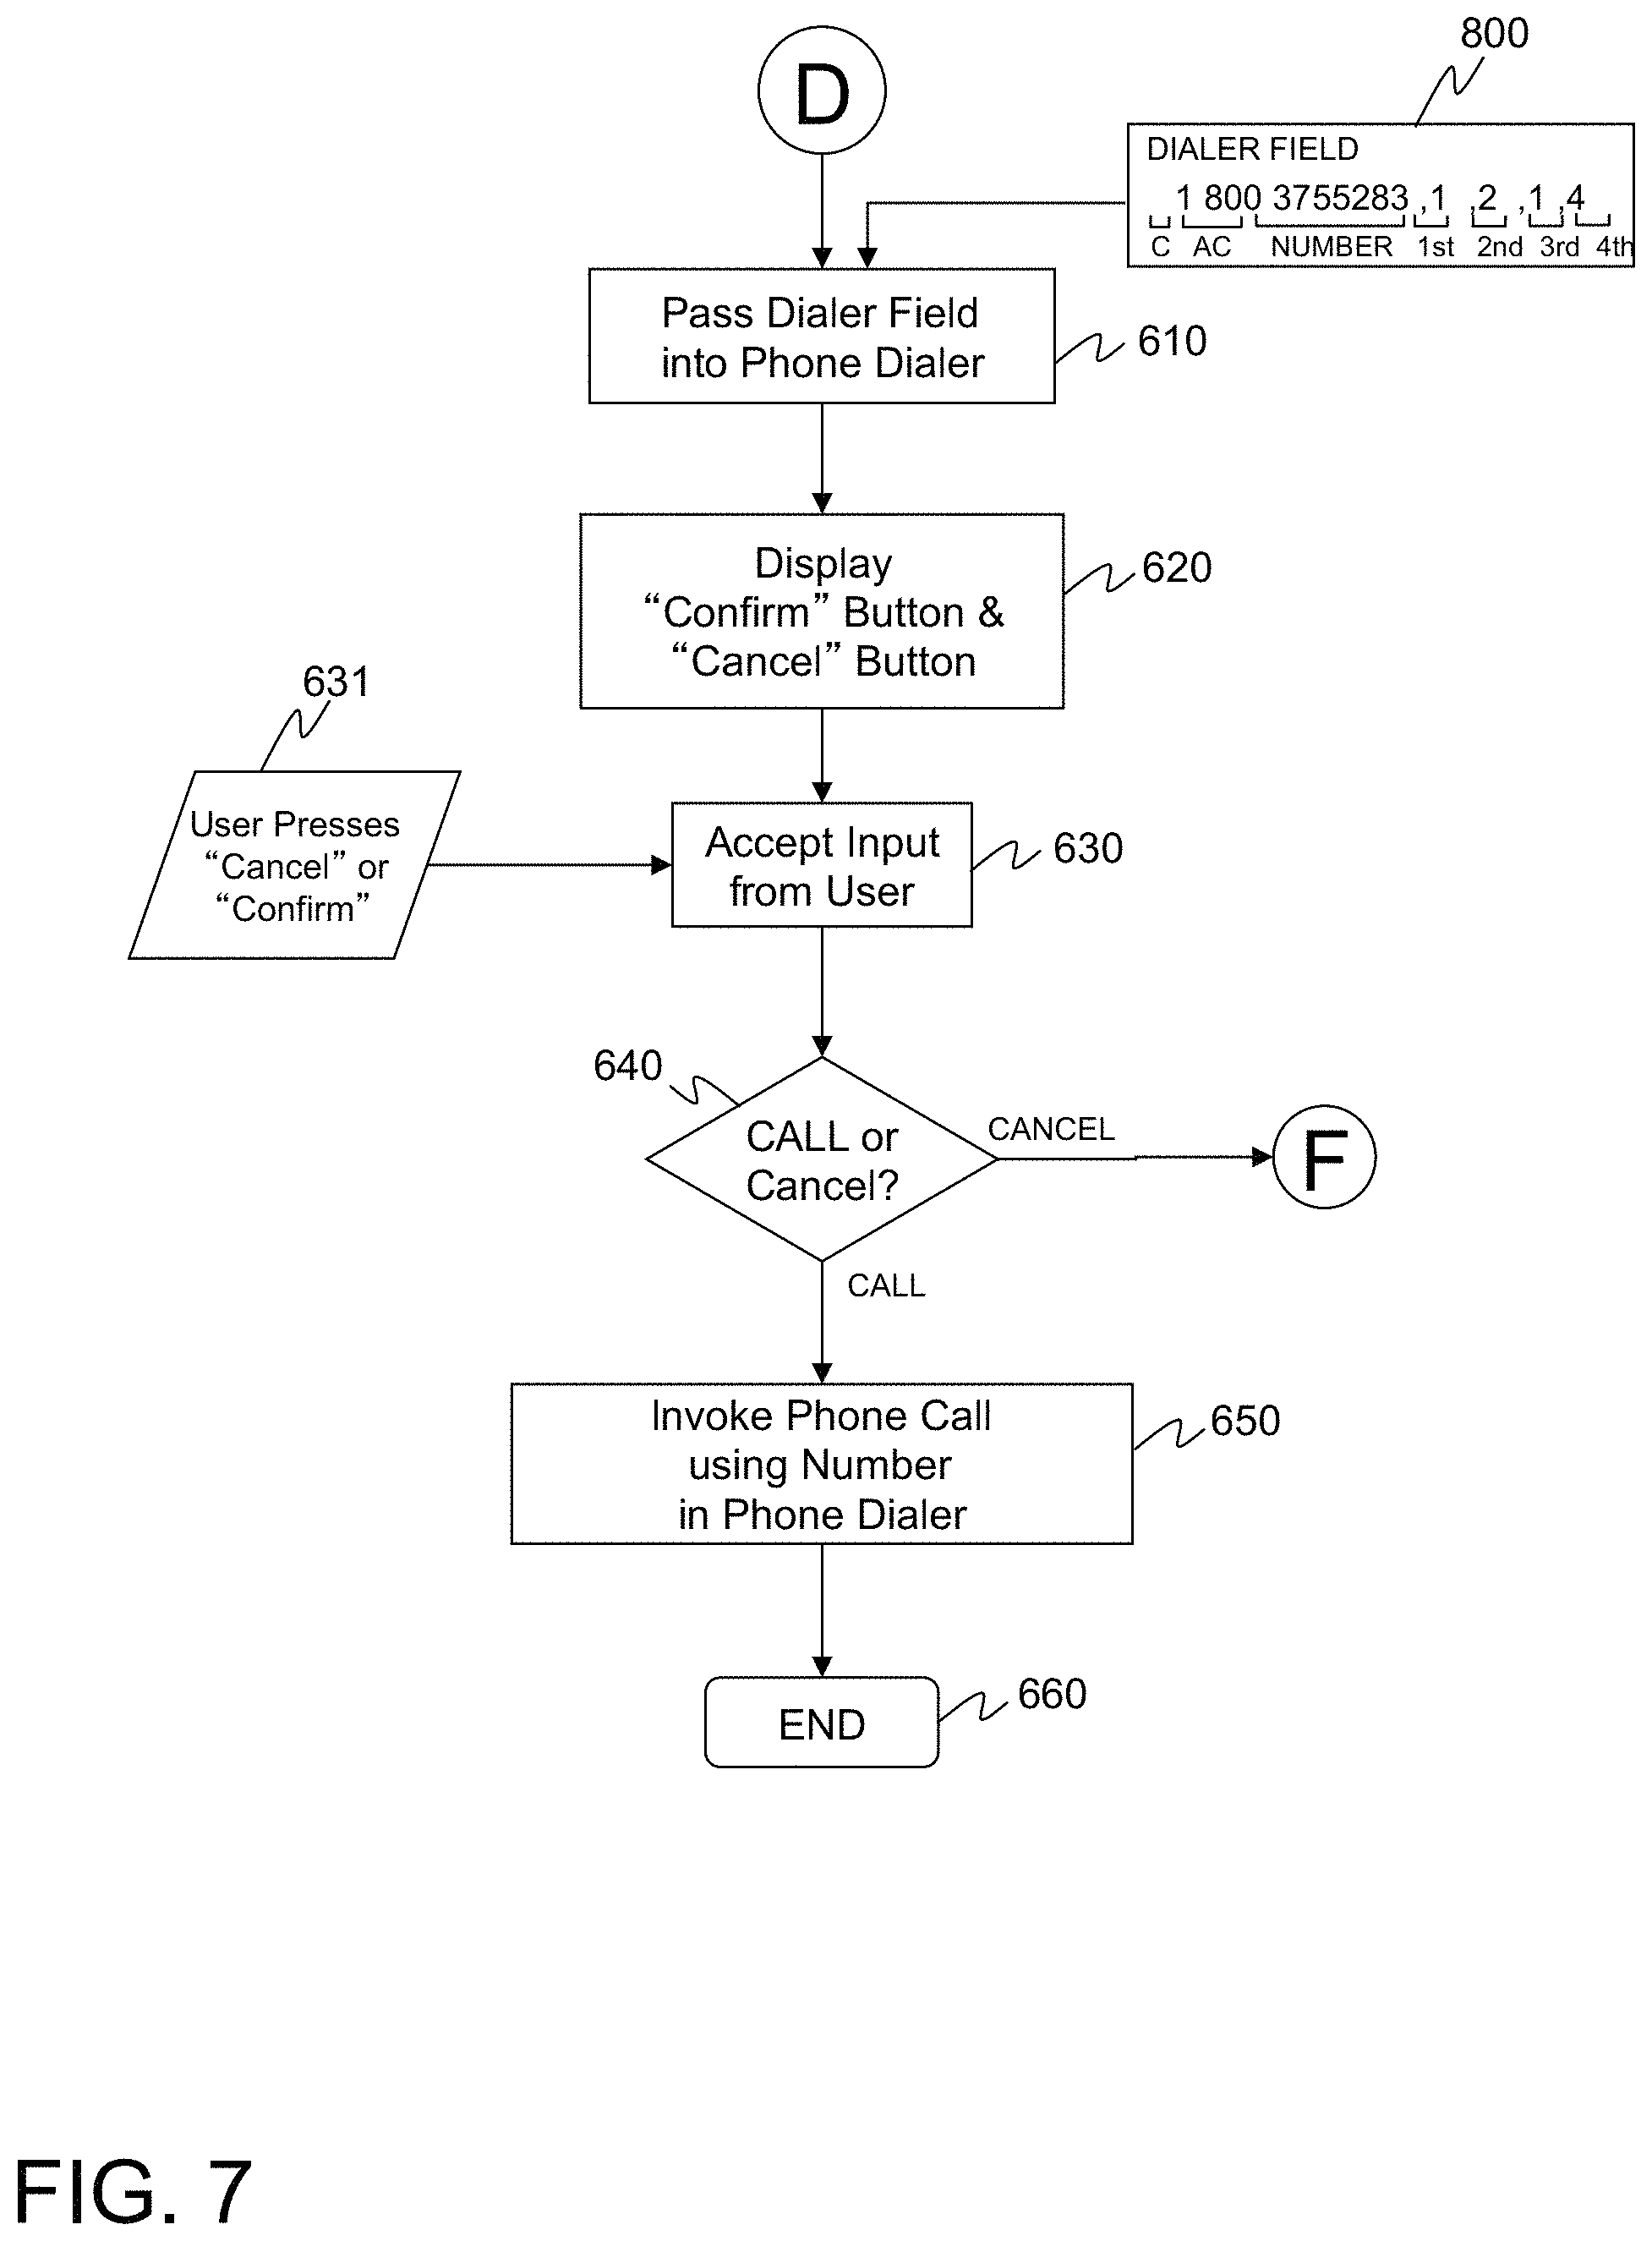 D
800
DIALER FIELD
1 800 3755283 ,1 ,2 ,1 ,4
C AC NUMBER 1st 2nd 3rd 4th
Pass Dialer Field
into Phone Dialer
610
Display
“Confirm” Button &
“Cancel” Button
620
631
User Presses
“Cancel” or
“Confirm”
Accept Input
from User
630
640
CALL or
Cancel?
CANCEL
F
CALL
Invoke Phone Call
using Number
in Phone Dialer
650
END
660
FIG. 7